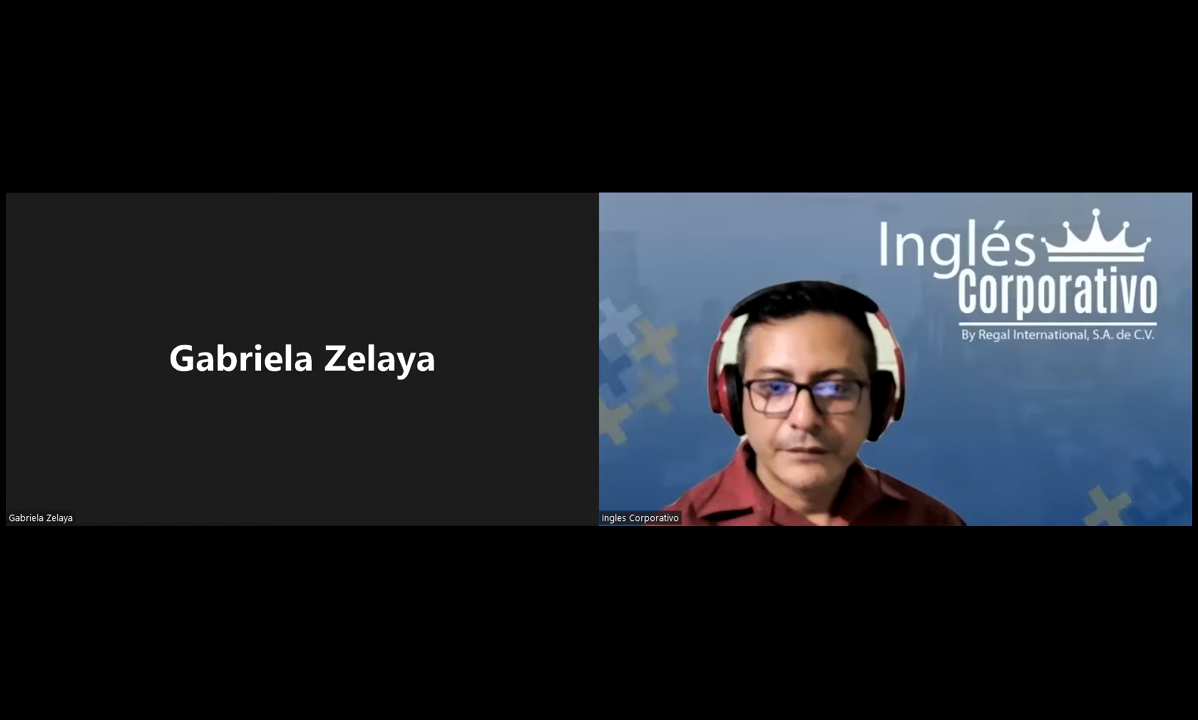 Gabriela Zelaya
Gabriela Zelaya
Inglés
Corporativo
By Regal International, S.A. de C.V.
Ingles Corporativo